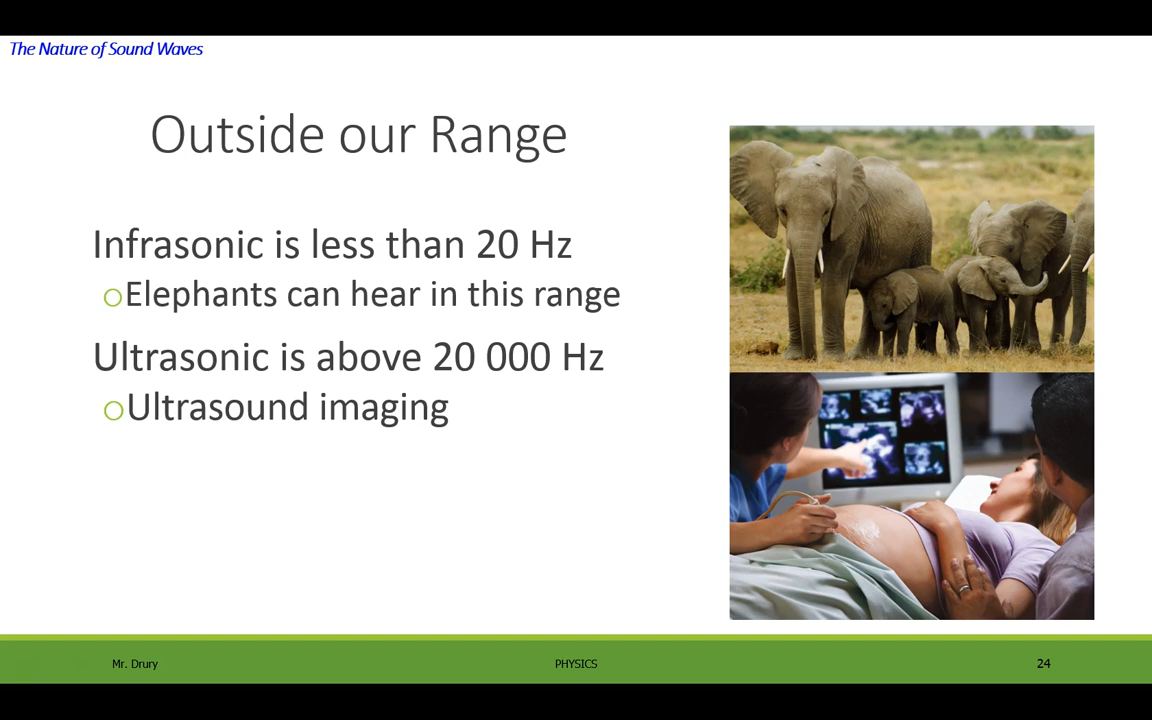 The Nature of Sound Waves
Outside our Range
Infrasonic is less than 20 Hz
Elephants can hear in this range
Ultrasonic is above 20 000 Hz
Ultrasound imaging
Mr. Drury
PHYSICS
24